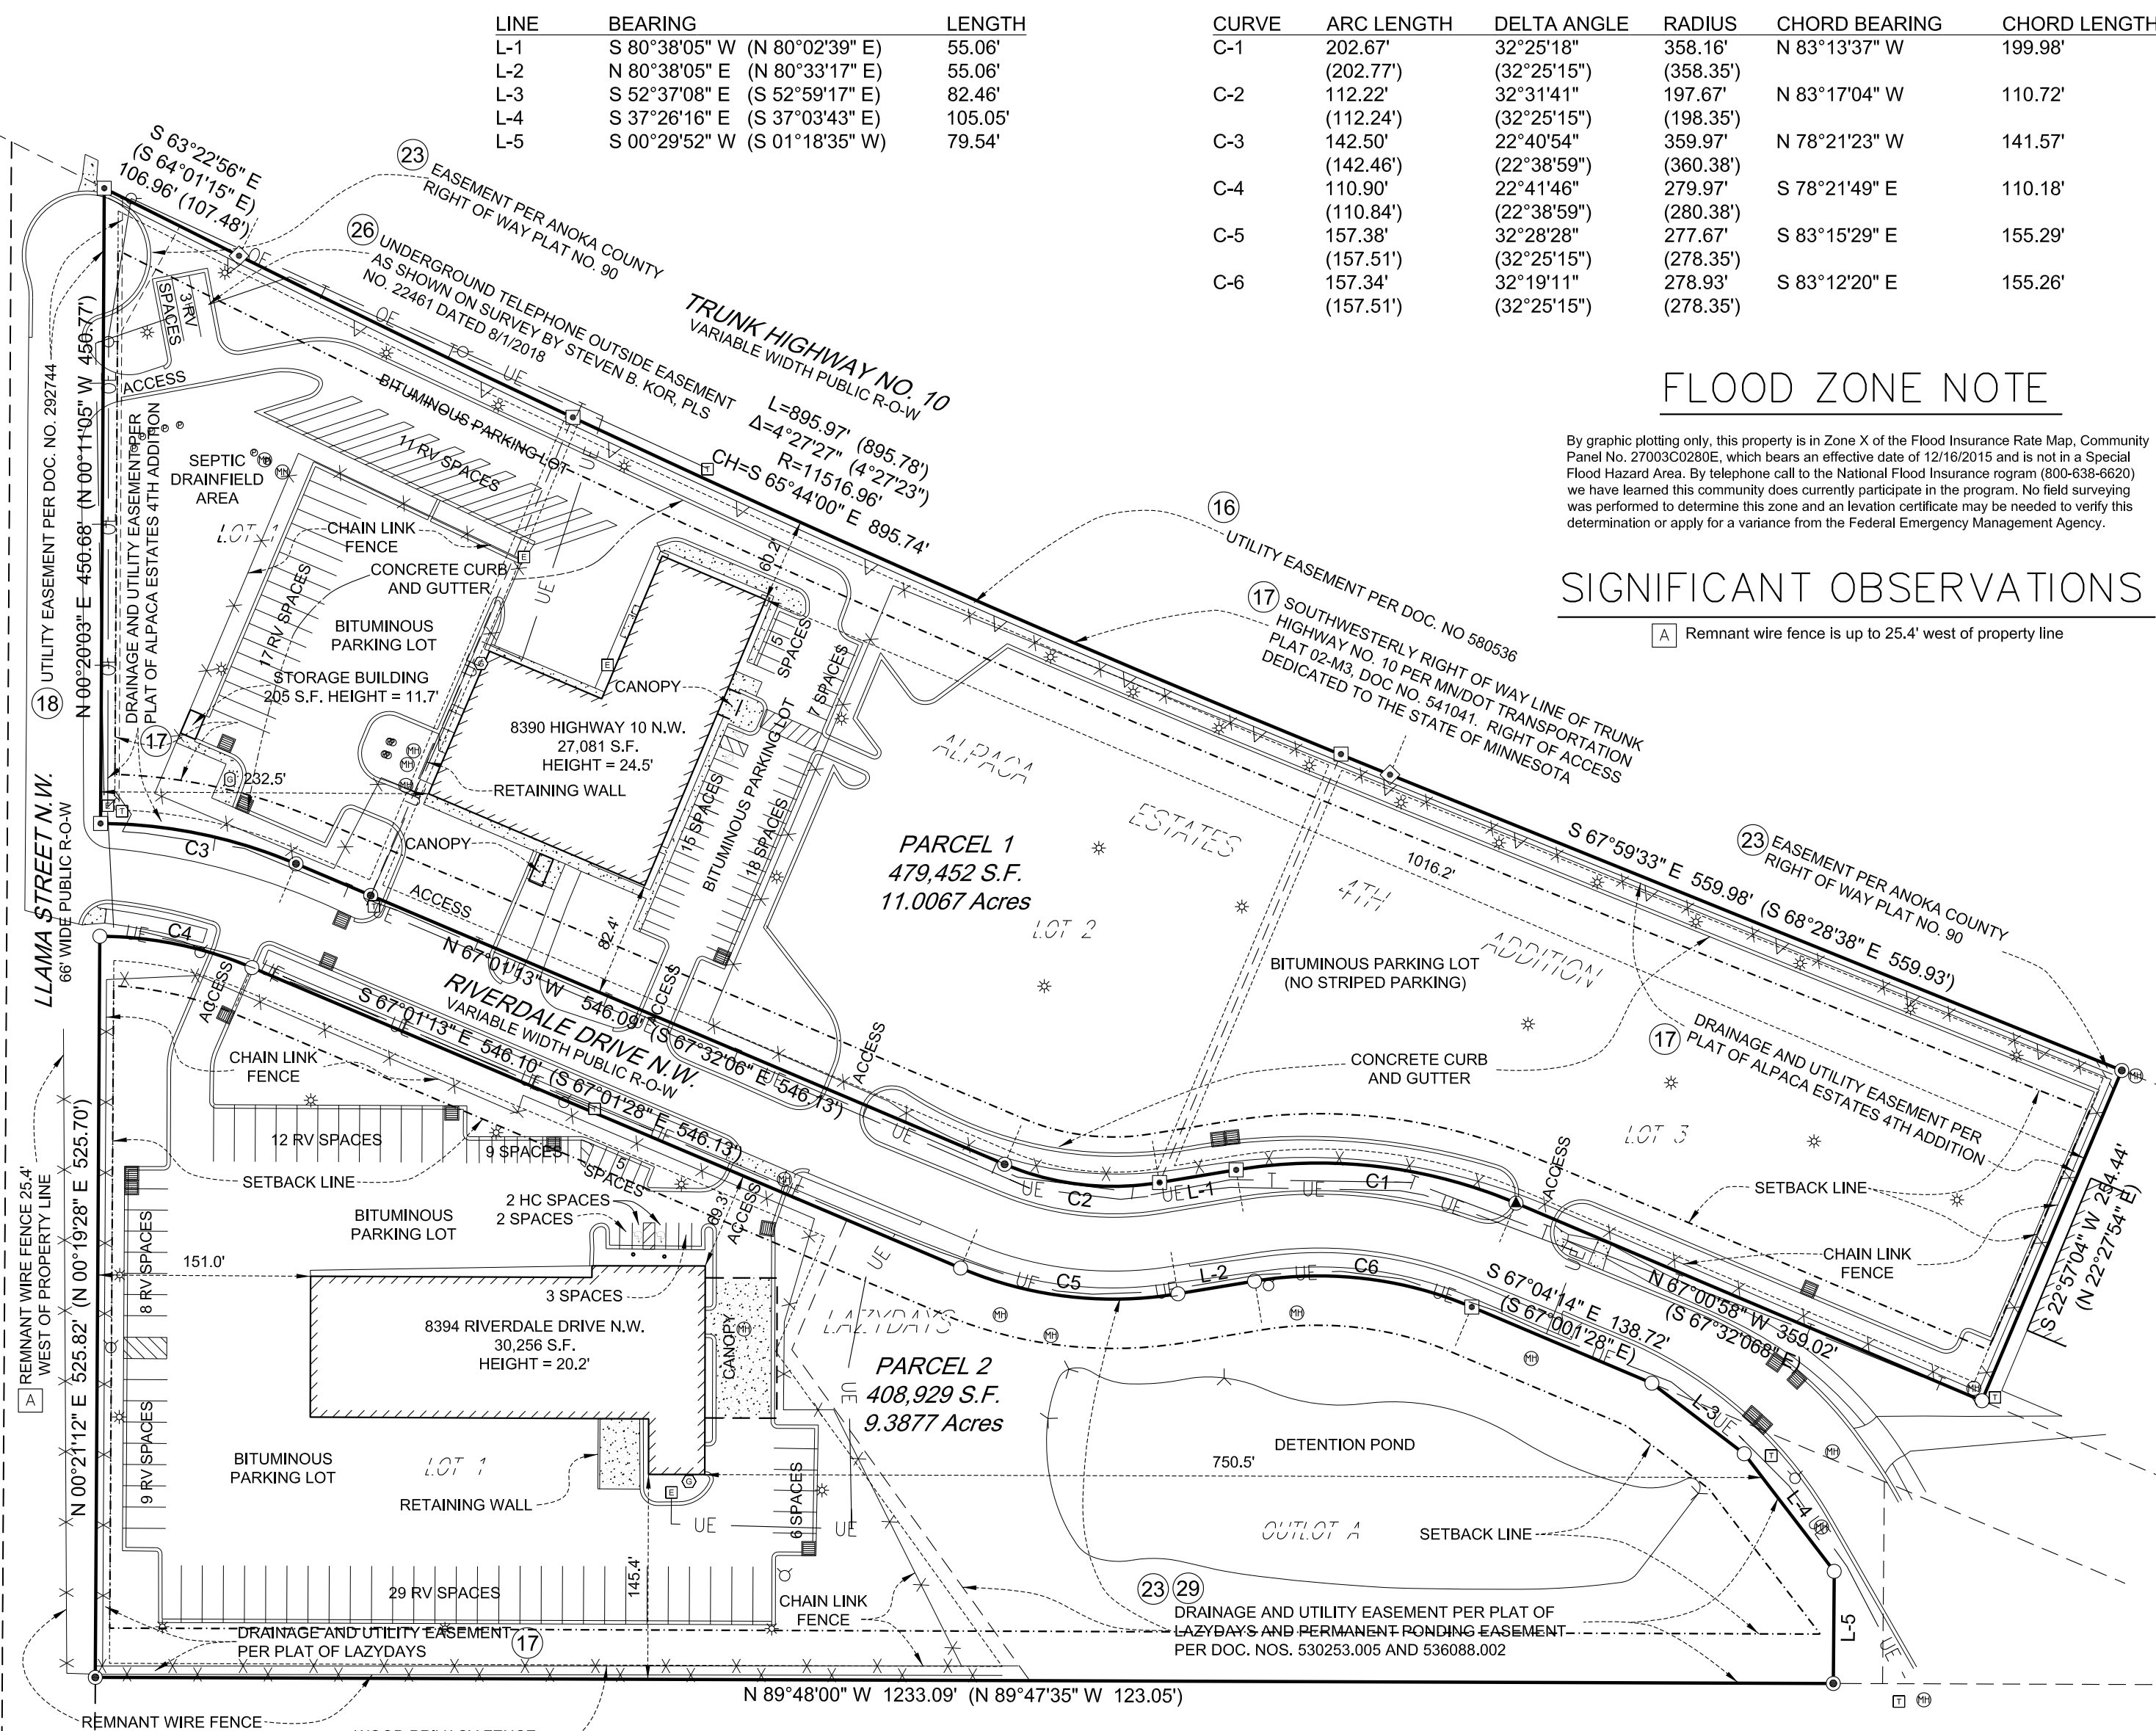 LINE BEARING LENGTH
L-1 S 80°38'05" W (N 80°02'39" E) 55.06'
L-2 N 80°38'05" E (N 80°33'17" E) 55.06'
L-3 S 52°37'08" E (S 52°59'17" E) 82.46'
L-4 S 37°26'16" E (S 37°03'43" E) 105.05'
L-5 S 00°29'52" W (S 01°18'35" W) 79.54'
CURVE ARC LENGTH DELTA ANGLE RADIUS CHORD BEARING CHORD LENGTH
C-1 202.67' 32°25'18" 358.16' N 83°13'37" W 199.98'
(202.77') (32°25'15") (358.35')
C-2 112.22' 32°31'41" 197.67' N 83°17'04" W 110.72'
(112.24') (32°25'15") (198.35')
C-3 142.50' 22°40'54" 359.97' N 78°21'23" W 141.57'
(142.46') (22°38'59") (360.38')
C-4 110.90' 22°41'46" 279.97' S 78°21'49" E 110.18'
(110.84') (22°38'59") (280.38')
C-5 157.38' 32°28'28" 277.67' S 83°15'29" E 155.29'
(157.51') (32°25'15") (278.35')
C-6 157.34' 32°19'11" 278.93' S 83°12'20" E 155.26'
(157.51') (32°25'15") (278.35')
FLOOD ZONE NOTE
By graphic plotting only, this property is in Zone X of the Flood Insurance Rate Map, Community
Panel No. 27003C0280E, which bears an effective date of 12/16/2015 and is not in a Special
Flood Hazard Area. By telephone call to the National Flood Insurance rogram (800-638-6620)
we have learned this community does currently participate in the program. No field surveying
was performed to determine this zone and an levation certificate may be needed to verify this
determination or apply for a variance from the Federal Emergency Management Agency.
SIGNIFICANT OBSERVATIONS
A Remnant wire fence is up to 25.4' west of property line
S 63°22'56" E
(S 64°01'15" E)
106.96' (107.48')
23 EASEMENT PER ANOKA COUNTY
RIGHT OF WAY PLAT NO. 90
26 UNDERGROUND TELEPHONE OUTSIDE EASEMENT
AS SHOWN ON SURVEY BY STEVEN B. KOR, PLS
NO. 22461 DATED 8/1/2018
TRUNK HIGHWAY NO. 10
VARIABLE WIDTH PUBLIC R-O-W
L=895.97' (895.78')
Δ=4°27'27" (4°27'23")
R=11516.96'
CH=S 65°44'00" E 895.74'
16 UTILITY EASEMENT PER DOC. NO 580536
17 SOUTHWESTERLY RIGHT OF WAY LINE OF TRUNK
HIGHWAY NO. 10 PER MN/DOT TRANSPORTATION
PLAT 02-M3, DOC NO. 541041. RIGHT OF ACCESS
DEDICATED TO THE STATE OF MINNESOTA
S 67°59'33" E 559.98' (S 68°28'38" E 559.93')
23 EASEMENT PER ANOKA COUNTY
RIGHT OF WAY PLAT NO. 90
18 UTILITY EASEMENT PER DOC. NO. 292744
N 00°20'03" E 450.68' (N 00°11'05" W 450.77')
DRAINAGE AND UTILITY EASEMENT PER
PLAT OF ALPACA ESTATES 4TH ADDITION
17
LLAMA STREET N.W.
66' WIDE PUBLIC R-O-W
3 RV
SPACES
ACCESS
BITUMINOUS PARKING LOT
11 RV SPACES
SEPTIC
DRAINFIELD
AREA
LOT 1
CHAIN LINK
FENCE
CONCRETE CURB
AND GUTTER
17 RV SPACES
BITUMINOUS
PARKING LOT
STORAGE BUILDING
205 S.F. HEIGHT = 11.7'
60.2'
5
SPACES
7 SPACES
CANOPY
8390 HIGHWAY 10 N.W.
27,081 S.F.
HEIGHT = 24.5'
232.5'
RETAINING WALL
CANOPY
15 SPACES
BITUMINOUS PARKING LOT
18 SPACES
82.4'
ALPACA
ESTATES
4TH
ADDITION
PARCEL 1
479,452 S.F.
11.0067 Acres
LOT 2
1016.2'
BITUMINOUS PARKING LOT
(NO STRIPED PARKING)
CONCRETE CURB
AND GUTTER
17 DRAINAGE AND UTILITY EASEMENT PER
PLAT OF ALPACA ESTATES 4TH ADDITION
LOT 3
SETBACK LINE
CHAIN LINK
FENCE
S 22°57'04" W 254.44'
(N 22°27'54" E)
C3
C4
ACCESS
ACCESS
ACCESS
ACCESS
ACCESS
N 67°01'13" W 546.09' (S 67°32'06" E 546.13')
RIVERDALE DRIVE N.W.
VARIABLE WIDTH PUBLIC R-O-W
S 67°01'13" E 546.10' (S 67°01'28" E 546.13')
C2
L-1
C1
ACCESS
N 67°00'58" W 359.02'
(S 67°32'068" E)
C5
L-2
C6
S 67°04'14" E 138.72'
(S 67°001'28" E)
L-3
L-4
L-5
A REMNANT WIRE FENCE 25.4'
WEST OF PROPERTY LINE
N 00°21'12" E 525.82' (N 00°19'28" E 525.70')
CHAIN LINK
FENCE
12 RV SPACES
9 SPACES
5
SPACES
SETBACK LINE
2 HC SPACES
2 SPACES
69.3'
BITUMINOUS
PARKING LOT
8 RV SPACES
151.0'
3 SPACES
8394 RIVERDALE DRIVE N.W.
30,256 S.F.
HEIGHT = 20.2'
CANOPY
LAZYDAYS
PARCEL 2
408,929 S.F.
9.3877 Acres
9 RV SPACES
BITUMINOUS
PARKING LOT
LOT 1
RETAINING WALL
6 SPACES
DETENTION POND
750.5'
OUTLOT A
SETBACK LINE
29 RV SPACES
145.4'
CHAIN LINK
FENCE
23 29
DRAINAGE AND UTILITY EASEMENT PER PLAT OF
LAZYDAYS AND PERMANENT PONDING EASEMENT
PER DOC. NOS. 530253.005 AND 536088.002
DRAINAGE AND UTILITY EASEMENT
PER PLAT OF LAZYDAYS
17
N 89°48'00" W 1233.09' (N 89°47'35" W 123.05')
REMNANT WIRE FENCE